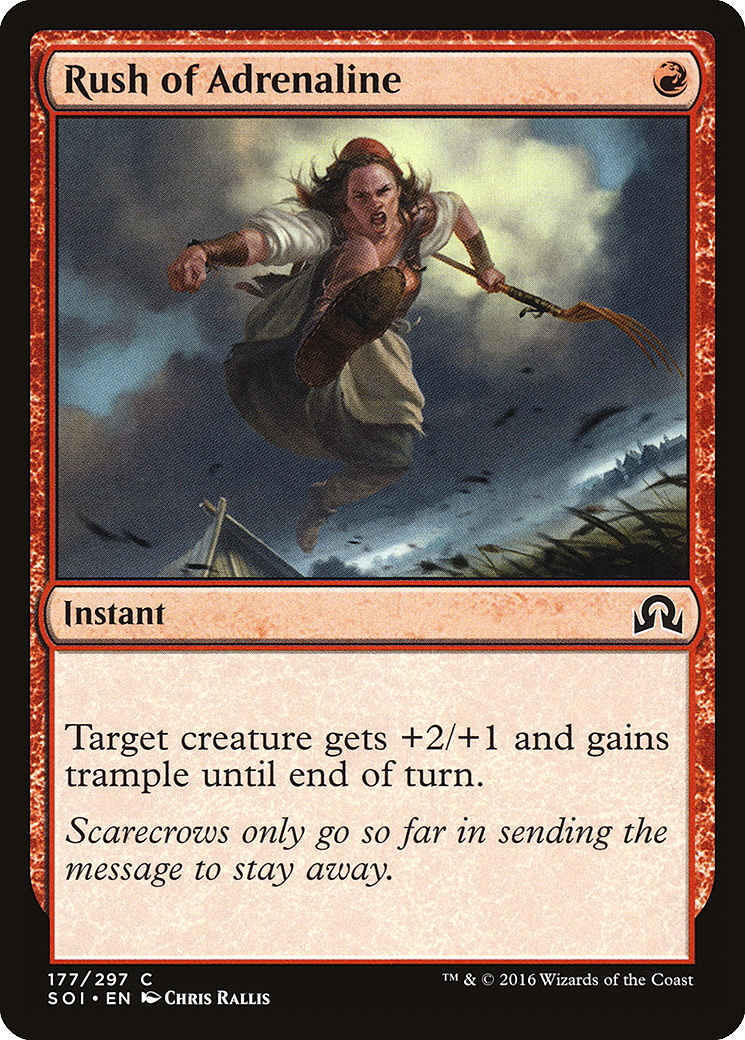 Rush of Adrenaline
Instant
Target creature gets +2/+1 and gains
trample until end of turn.
Scarecrows only go so far in sending the
message to stay away.
177/297 C
SOI • EN Chris Rallis
™ & © 2016 Wizards of the Coast